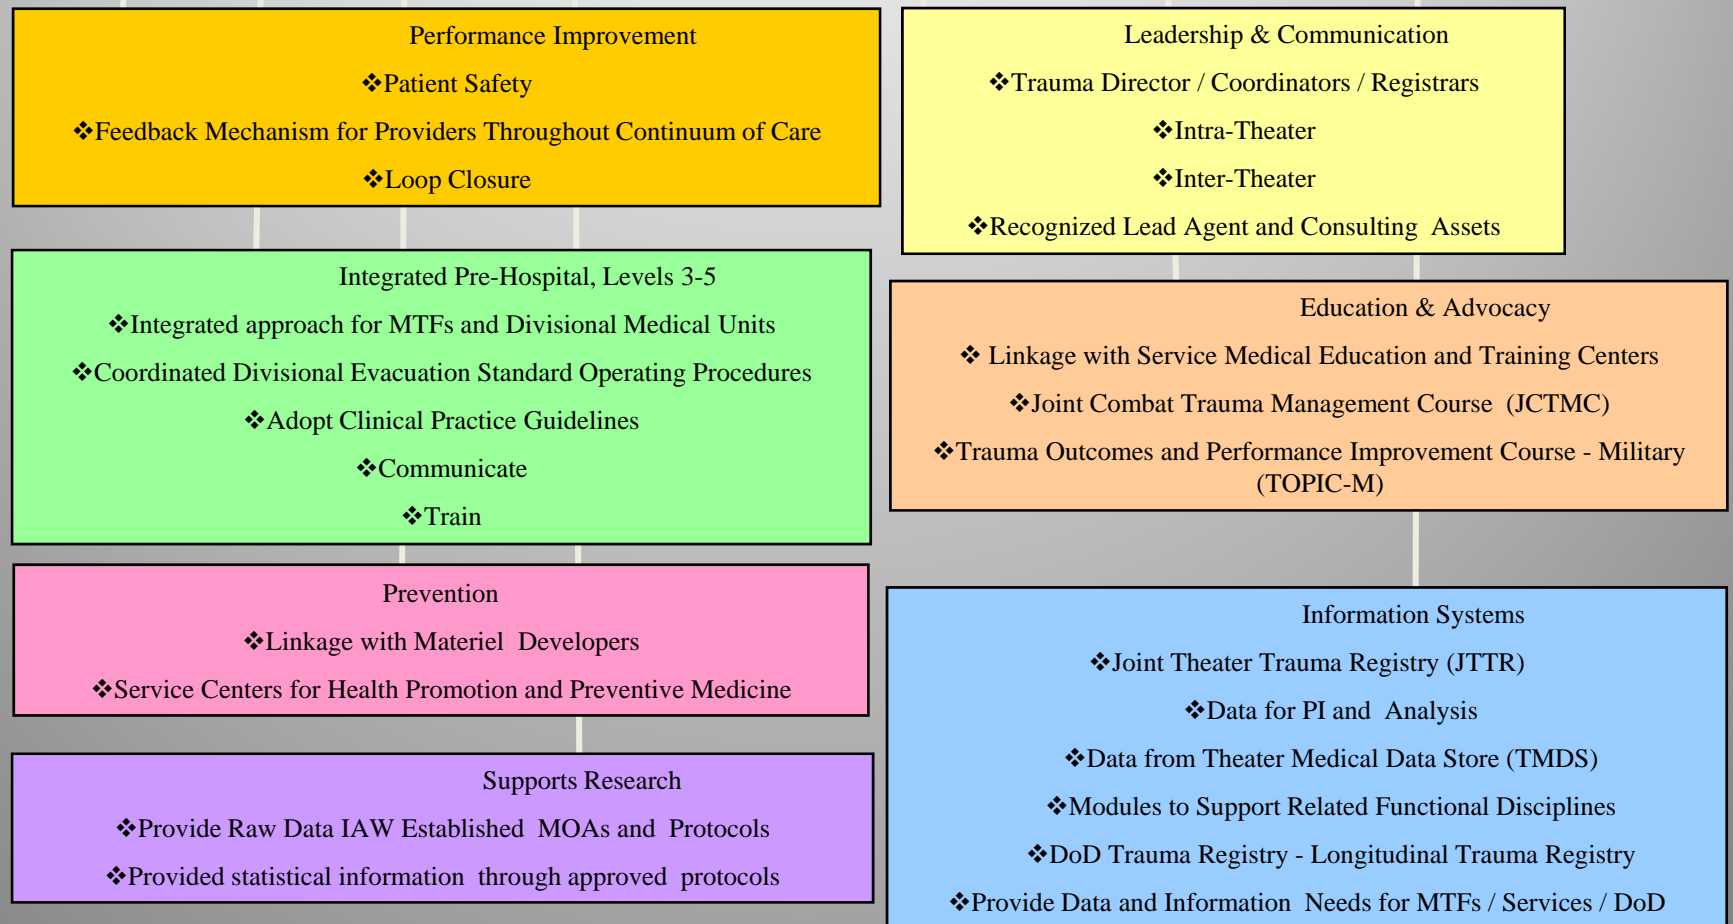 Performance Improvement
❖Patient Safety
❖Feedback Mechanism for Providers Throughout Continuum of Care
❖Loop Closure
Integrated Pre-Hospital, Levels 3-5
❖Integrated approach for MTFs and Divisional Medical Units
❖Coordinated Divisional Evacuation Standard Operating Procedures
❖Adopt Clinical Practice Guidelines
❖Communicate
❖Train
Prevention
❖Linkage with Materiel Developers
❖Service Centers for Health Promotion and Preventive Medicine
Supports Research
❖Provide Raw Data IAW Established MOAs and Protocols
❖Provided statistical information through approved protocols
Leadership & Communication
❖Trauma Director / Coordinators / Registrars
❖Intra-Theater
❖Inter-Theater
❖Recognized Lead Agent and Consulting Assets
Education & Advocacy
❖ Linkage with Service Medical Education and Training Centers
❖Joint Combat Trauma Management Course (JCTMC)
❖Trauma Outcomes and Performance Improvement Course - Military
(TOPIC-M)
Information Systems
❖Joint Theater Trauma Registry (JTTR)
❖Data for PI and Analysis
❖Data from Theater Medical Data Store (TMDS)
❖Modules to Support Related Functional Disciplines
❖DoD Trauma Registry - Longitudinal Trauma Registry
❖Provide Data and Information Needs for MTFs / Services / DoD